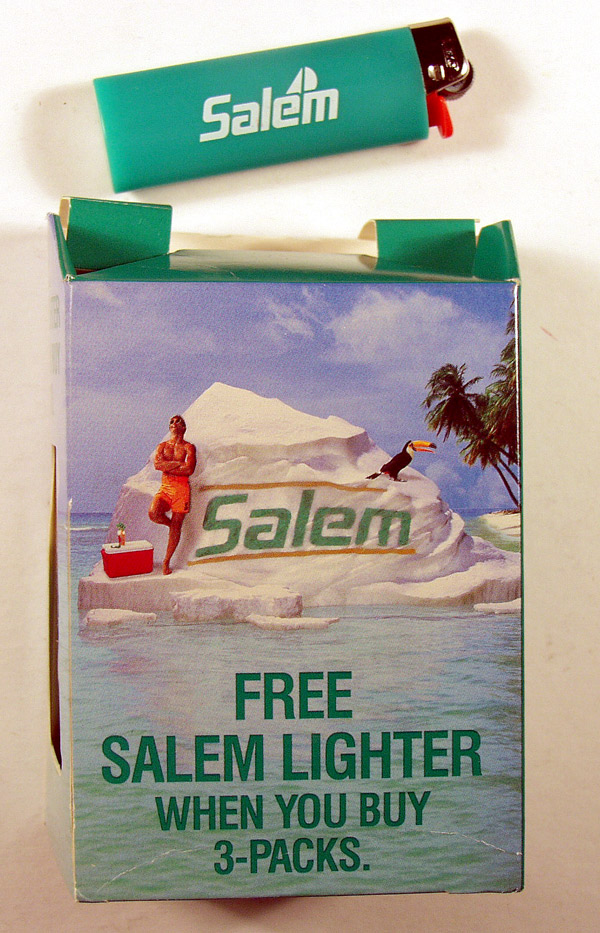 Salem
Salem
FREE
SALEM LIGHTER
WHEN YOU BUY
3-PACKS.